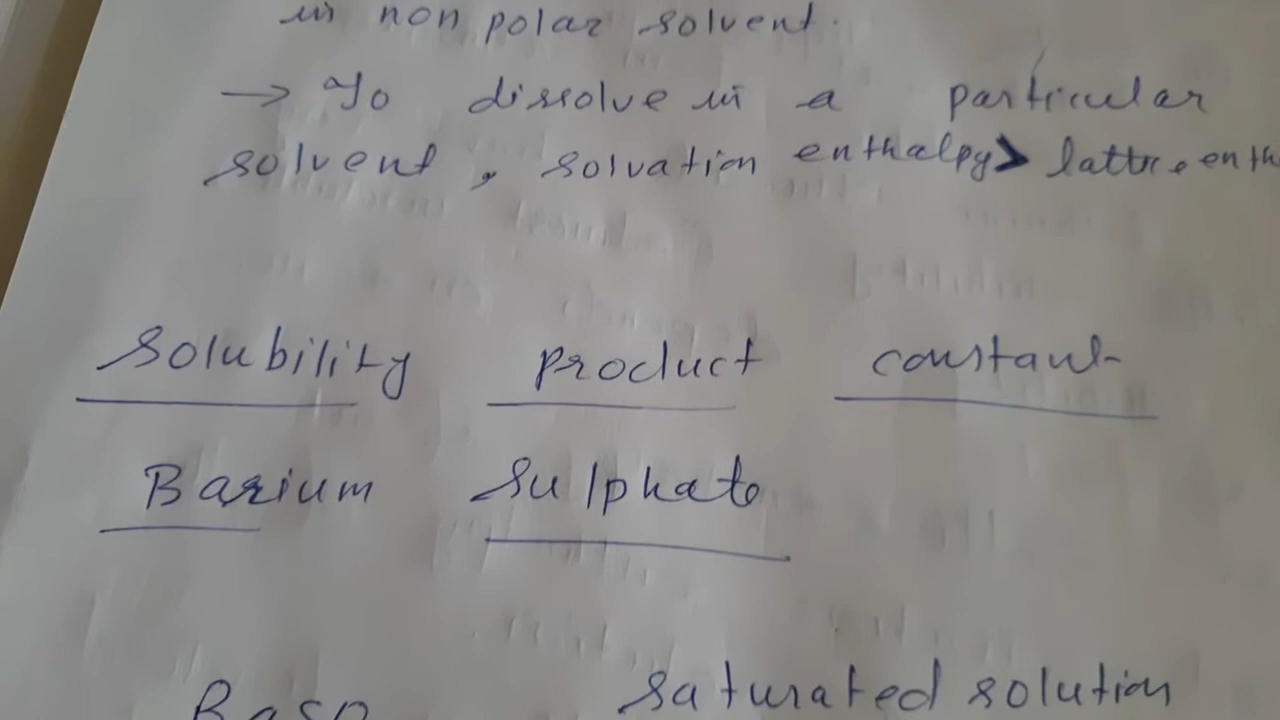 in non polar solvent.
→ To dissolve in a particular
solvent, solvation enthalpy > lattice enth
Solubility product constant
Barium Sulphate
BaSO saturated solution